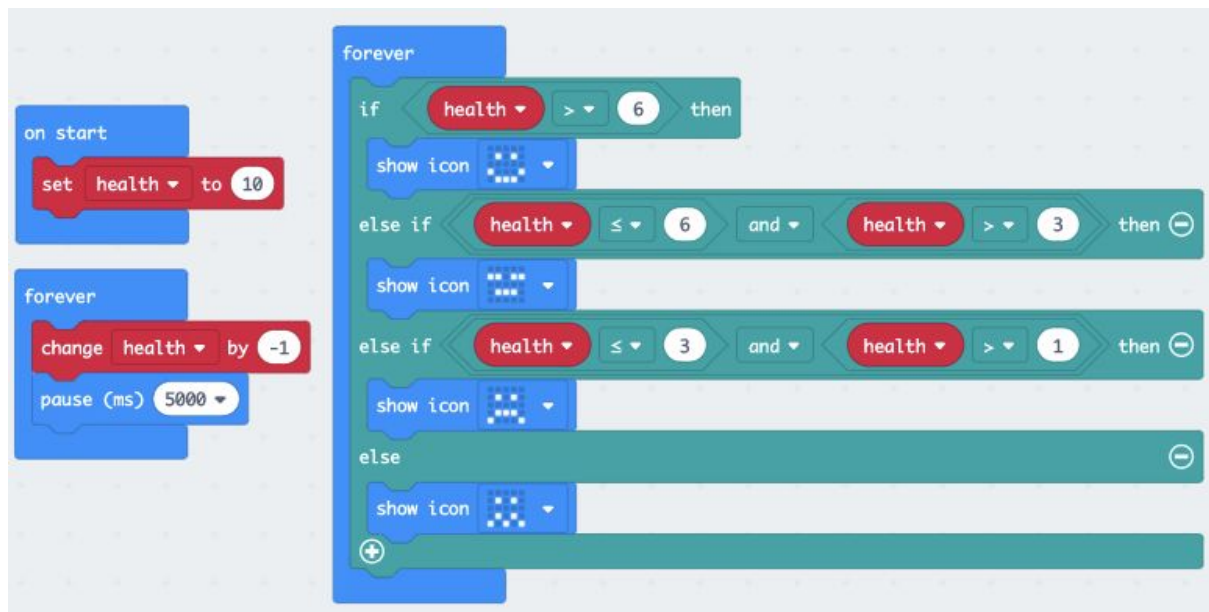 on start
set health to 10
forever
change health by -1
pause (ms) 5000
forever
if health > 6 then
show icon
else if health ≤ 6 and health > 3 then
show icon
else if health ≤ 3 and health > 1 then
show icon
else
show icon